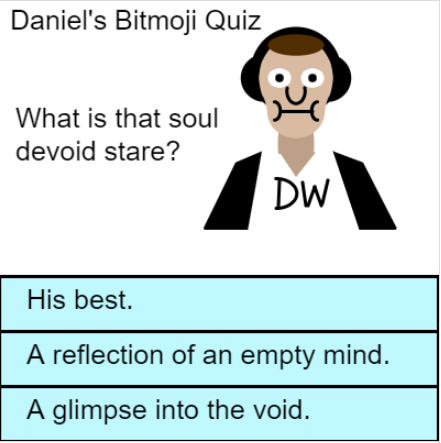 Daniel's Bitmoji Quiz
What is that soul
devoid stare?
DW
His best.
A reflection of an empty mind.
A glimpse into the void.